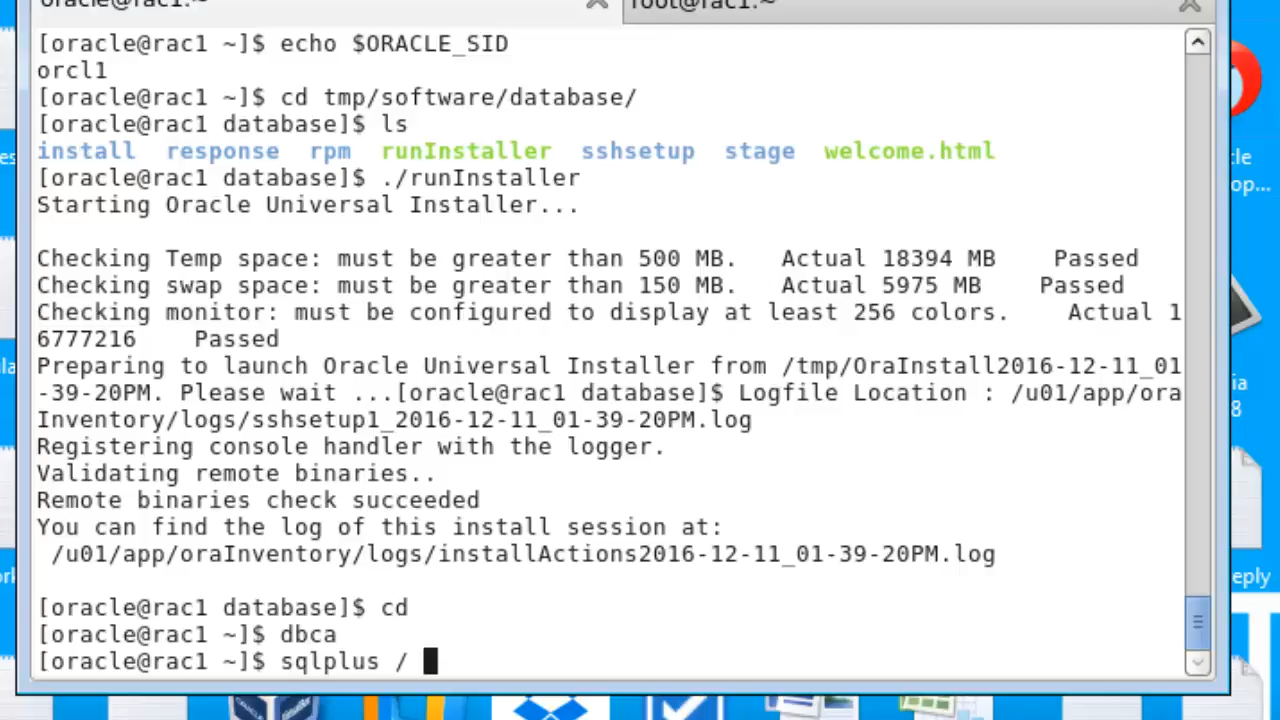 oracle@rac1:~
root@rac1:~
[oracle@rac1 ~]$ echo $ORACLE_SID
orcl1
[oracle@rac1 ~]$ cd tmp/software/database/
[oracle@rac1 database]$ ls
install  response  rpm  runInstaller  sshsetup  stage  welcome.html
[oracle@rac1 database]$ ./runInstaller
Starting Oracle Universal Installer...
Checking Temp space: must be greater than 500 MB.   Actual 18394 MB    Passed
Checking swap space: must be greater than 150 MB.   Actual 5975 MB    Passed
Checking monitor: must be configured to display at least 256 colors.    Actual 1
6777216    Passed
Preparing to launch Oracle Universal Installer from /tmp/OraInstall2016-12-11_01
-39-20PM. Please wait ...[oracle@rac1 database]$ Logfile Location : /u01/app/ora
Inventory/logs/sshsetup1_2016-12-11_01-39-20PM.log
Registering console handler with the logger.
Validating remote binaries..
Remote binaries check succeeded
You can find the log of this install session at:
 /u01/app/oraInventory/logs/installActions2016-12-11_01-39-20PM.log
[oracle@rac1 database]$ cd
[oracle@rac1 ~]$ dbca
[oracle@rac1 ~]$ sqlplus /